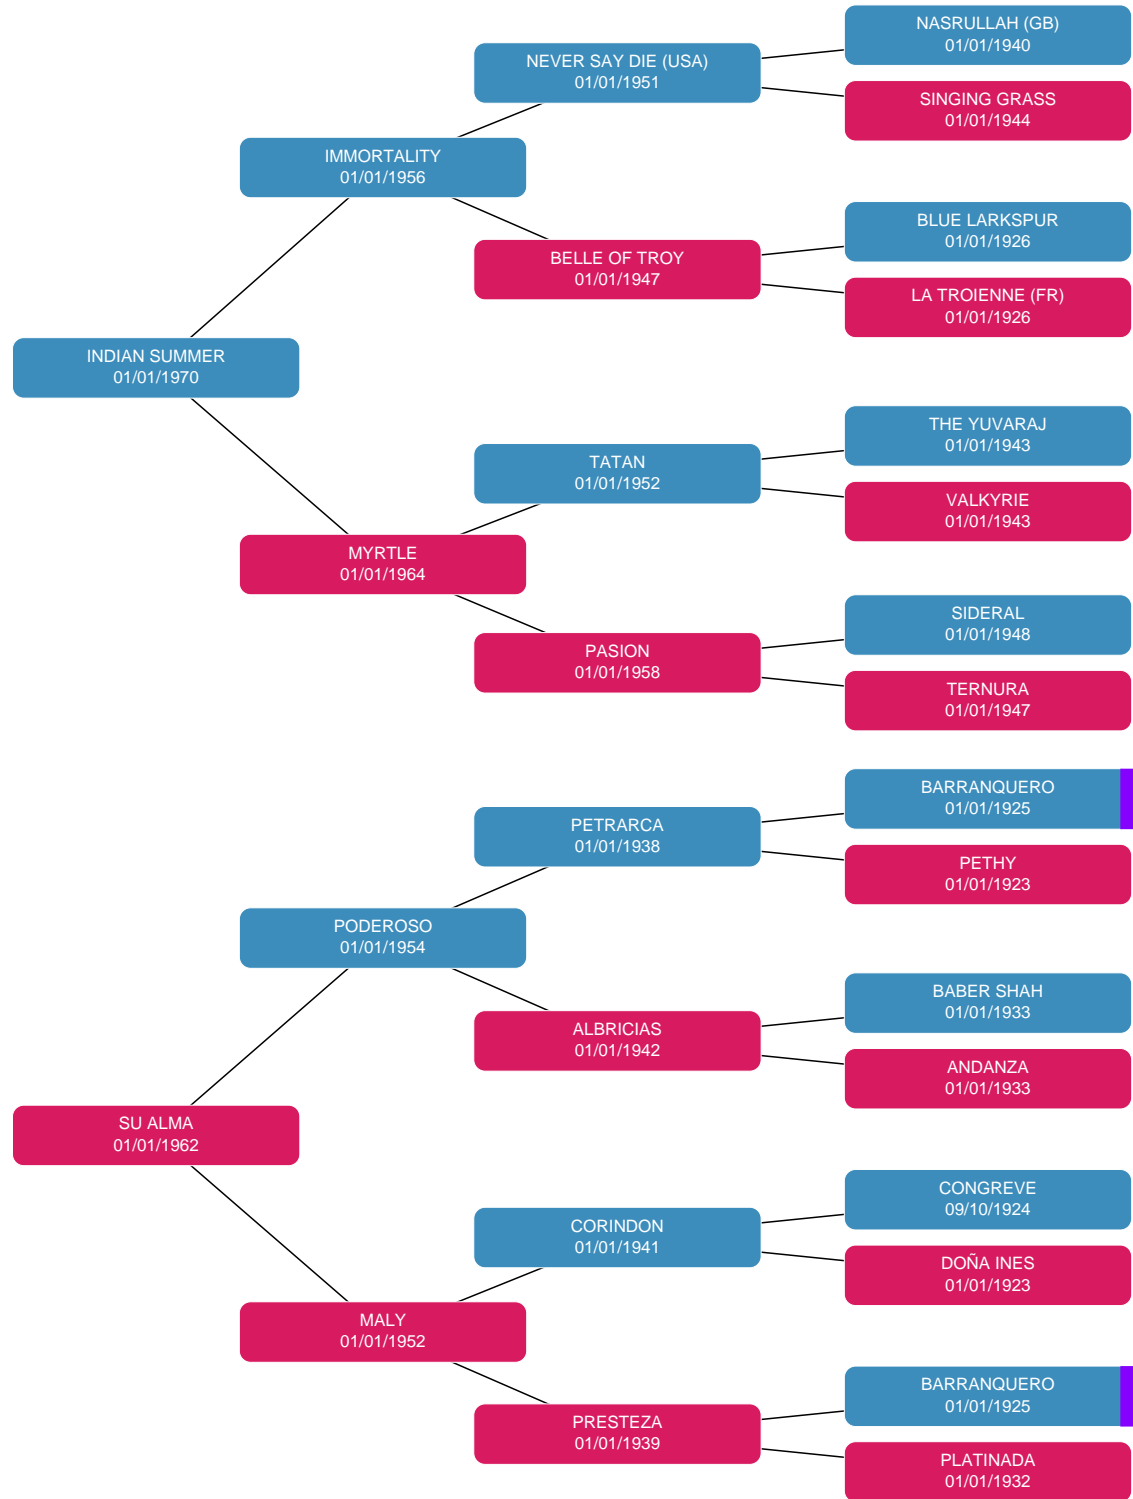 NASRULLAH (GB)
01/01/1940
NEVER SAY DIE (USA)
01/01/1951
SINGING GRASS
01/01/1944
IMMORTALITY
01/01/1956
BLUE LARKSPUR
01/01/1926
BELLE OF TROY
01/01/1947
LA TROIENNE (FR)
01/01/1926
INDIAN SUMMER
01/01/1970
THE YUVARAJ
01/01/1943
TATAN
01/01/1952
VALKYRIE
01/01/1943
MYRTLE
01/01/1964
SIDERAL
01/01/1948
PASION
01/01/1958
TERNURA
01/01/1947
BARRANQUERO
01/01/1925
PETRARCA
01/01/1938
PETHY
01/01/1923
PODEROSO
01/01/1954
BABER SHAH
01/01/1933
ALBRICIAS
01/01/1942
ANDANZA
01/01/1933
SU ALMA
01/01/1962
CONGREVE
09/10/1924
CORINDON
01/01/1941
DOÑA INES
01/01/1923
MALY
01/01/1952
BARRANQUERO
01/01/1925
PRESTEZA
01/01/1939
PLATINADA
01/01/1932